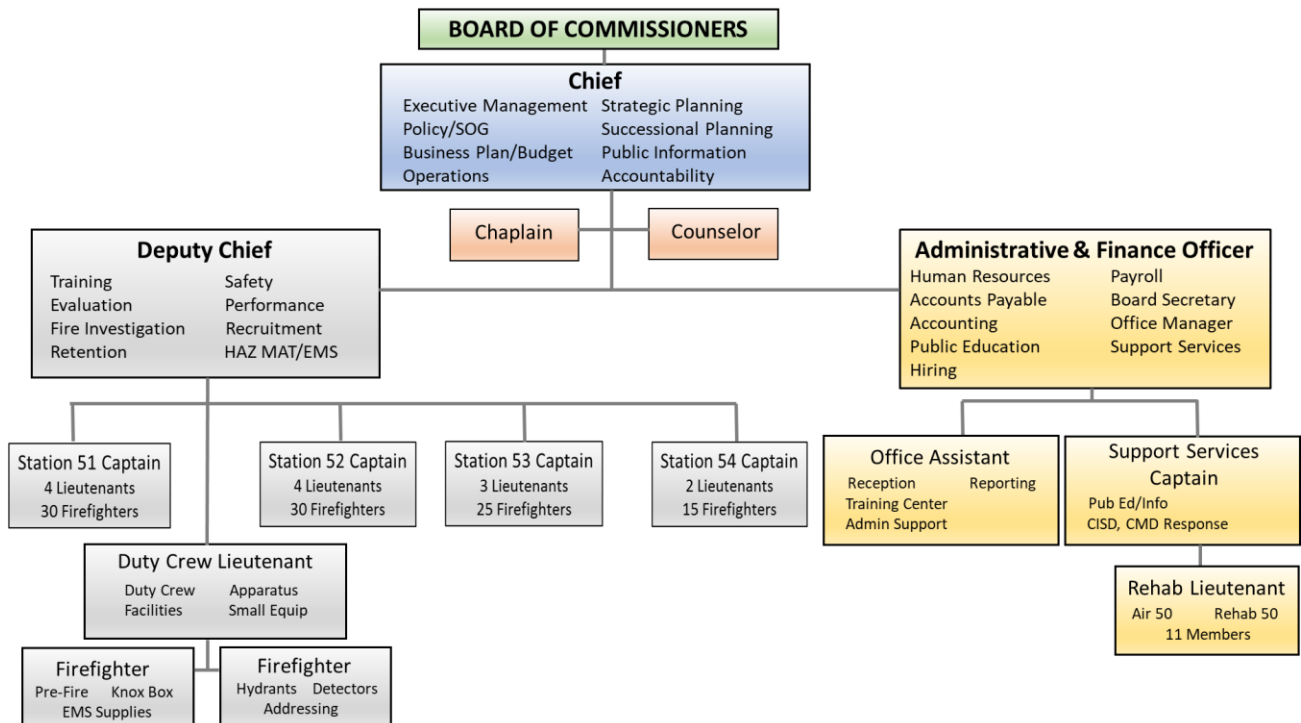 BOARD OF COMMISSIONERS
Chief
Executive Management Strategic Planning
Policy/SOG Successional Planning
Business Plan/Budget Public Information
Operations Accountability
Chaplain
Counselor
Deputy Chief
Training Safety
Evaluation Performance
Fire Investigation Recruitment
Retention HAZ MAT/EMS
Administrative & Finance Officer
Human Resources Payroll
Accounts Payable Board Secretary
Accounting Office Manager
Public Education Support Services
Hiring
Station 51 Captain
4 Lieutenants
30 Firefighters
Station 52 Captain
4 Lieutenants
30 Firefighters
Station 53 Captain
3 Lieutenants
25 Firefighters
Station 54 Captain
2 Lieutenants
15 Firefighters
Office Assistant
Reception Reporting
Training Center
Admin Support
Support Services
Captain
Pub Ed/Info
CISD, CMD Response
Duty Crew Lieutenant
Duty Crew Apparatus
Facilities Small Equip
Rehab Lieutenant
Air 50 Rehab 50
11 Members
Firefighter
Pre-Fire Knox Box
EMS Supplies
Firefighter
Hydrants Detectors
Addressing